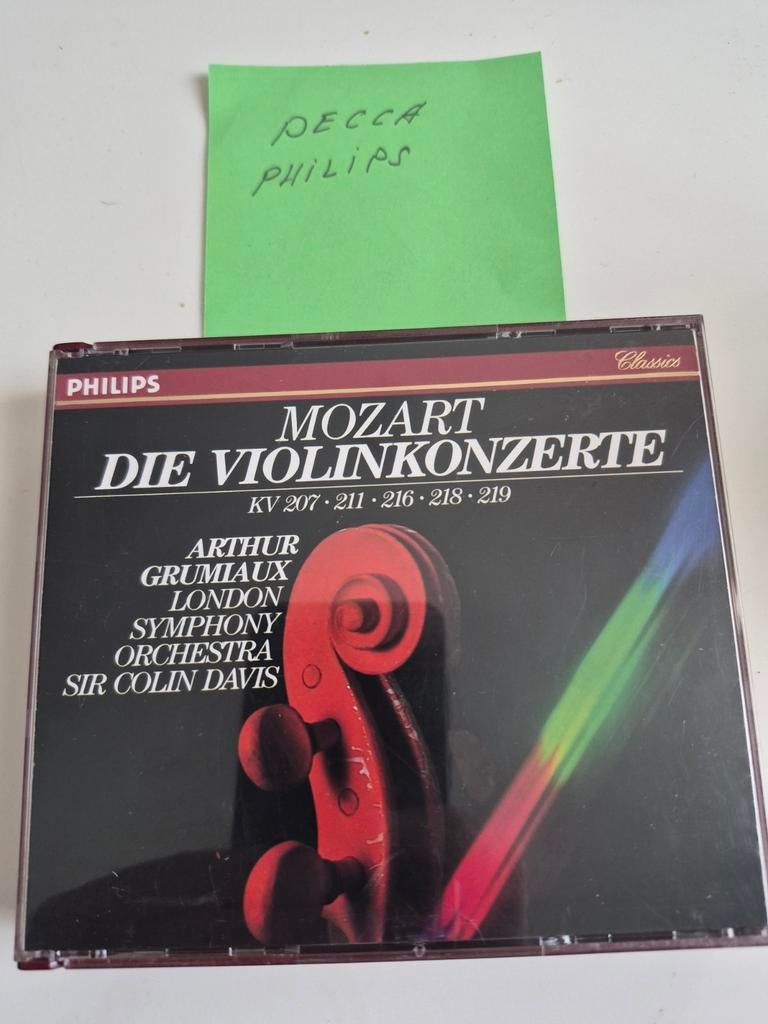 DECCA
PHiLiPS
PHILIPS
Classics
MOZART
DIE VIOLINKONZERTE
KV 207 · 211 · 216 · 218 · 219
ARTHUR
GRUMIAUX
LONDON
SYMPHONY
ORCHESTRA
SIR COLIN DAVIS